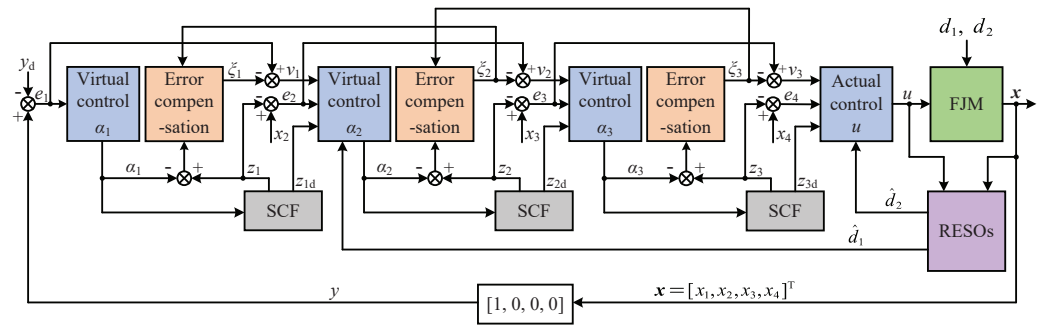 d₁, d₂
y_d
-
e₁
+
Virtual
control
α₁
Error
compen
-sation
ξ₁
- + v₁
- e₂
+
x₂
Virtual
control
α₂
Error
compen
-sation
ξ₂
- + v₂
- e₃
+
x₃
Virtual
control
α₃
Error
compen
-sation
ξ₃
- + v₃
- e₄
+
x₄
Actual
control
u
u
FJM
x
α₁ - + z₁
z₁d
SCF
α₂ - + z₂
z₂d
SCF
α₃ - + z₃
z₃d
SCF
d̂₂
d̂₁
RESOs
y
[1, 0, 0, 0]
x = [x₁, x₂, x₃, x₄]ᵀ